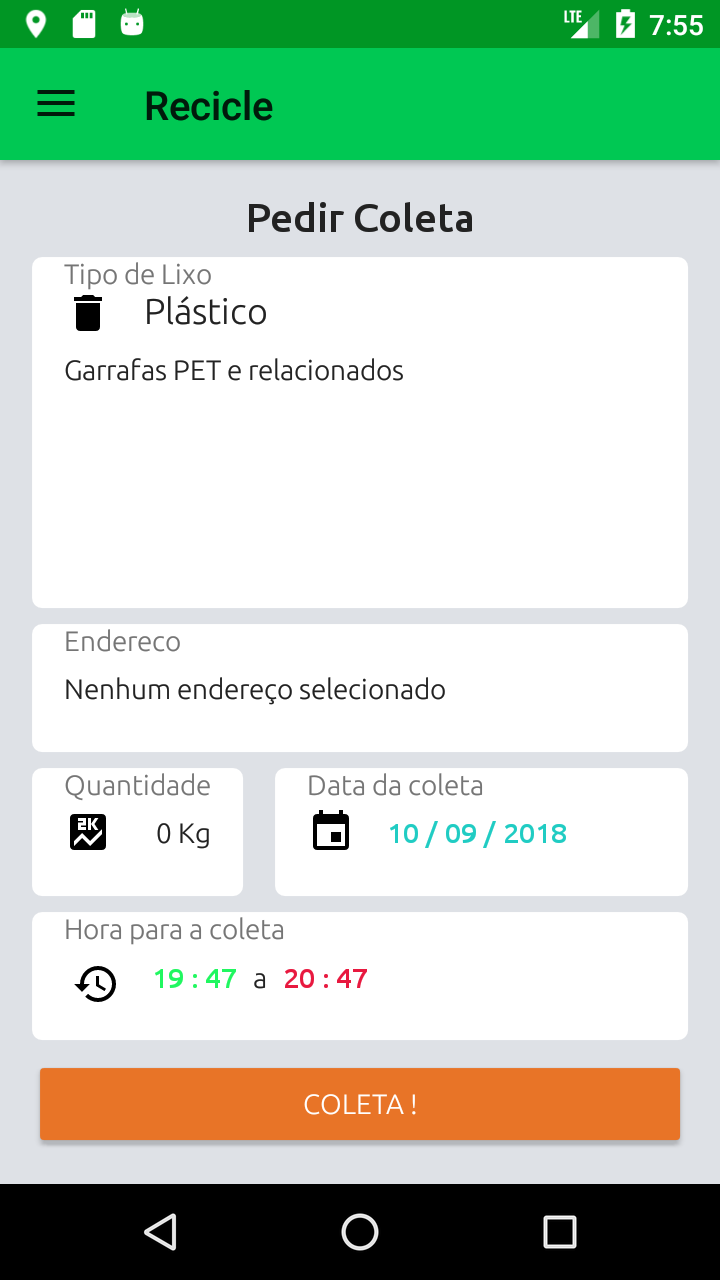 LTE 7:55
Recicle
Pedir Coleta
Tipo de Lixo
Plástico
Garrafas PET e relacionados
Endereco
Nenhum endereço selecionado
Quantidade
2K 0 Kg
Data da coleta
10 / 09 / 2018
Hora para a coleta
19 : 47 a 20 : 47
COLETA !